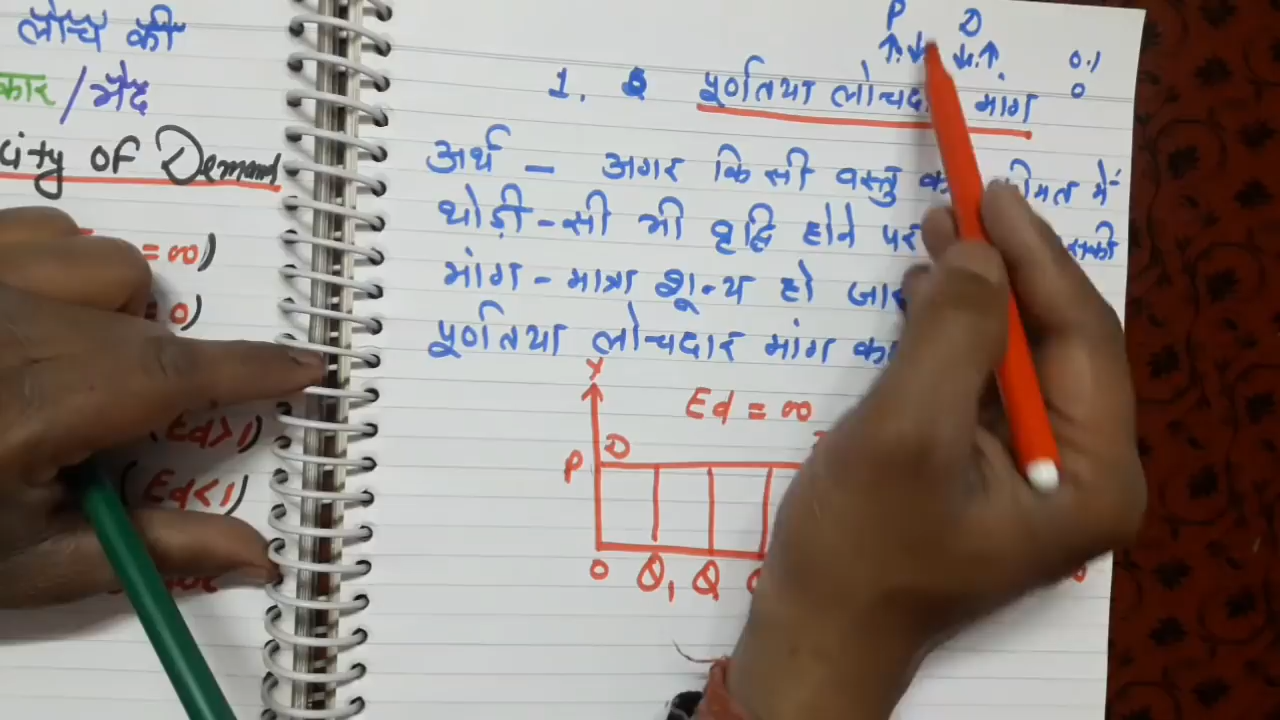 लोच की
कार / भेद
city of Demand
= ∞)
= 0)
(Ed>1)
(Ed<1)
P D
↑↓ ↓↑
0.1
0
1. पूर्णतया लोचदार मांग
अर्थ - अगर किसी वस्तु की कीमत में
थोड़ी-सी भी वृद्धि होने पर
मांग-मात्रा शून्य हो जाए
पूर्णतया लोचदार मांग
Y
Ed = ∞
P D
0 Q₁ Q